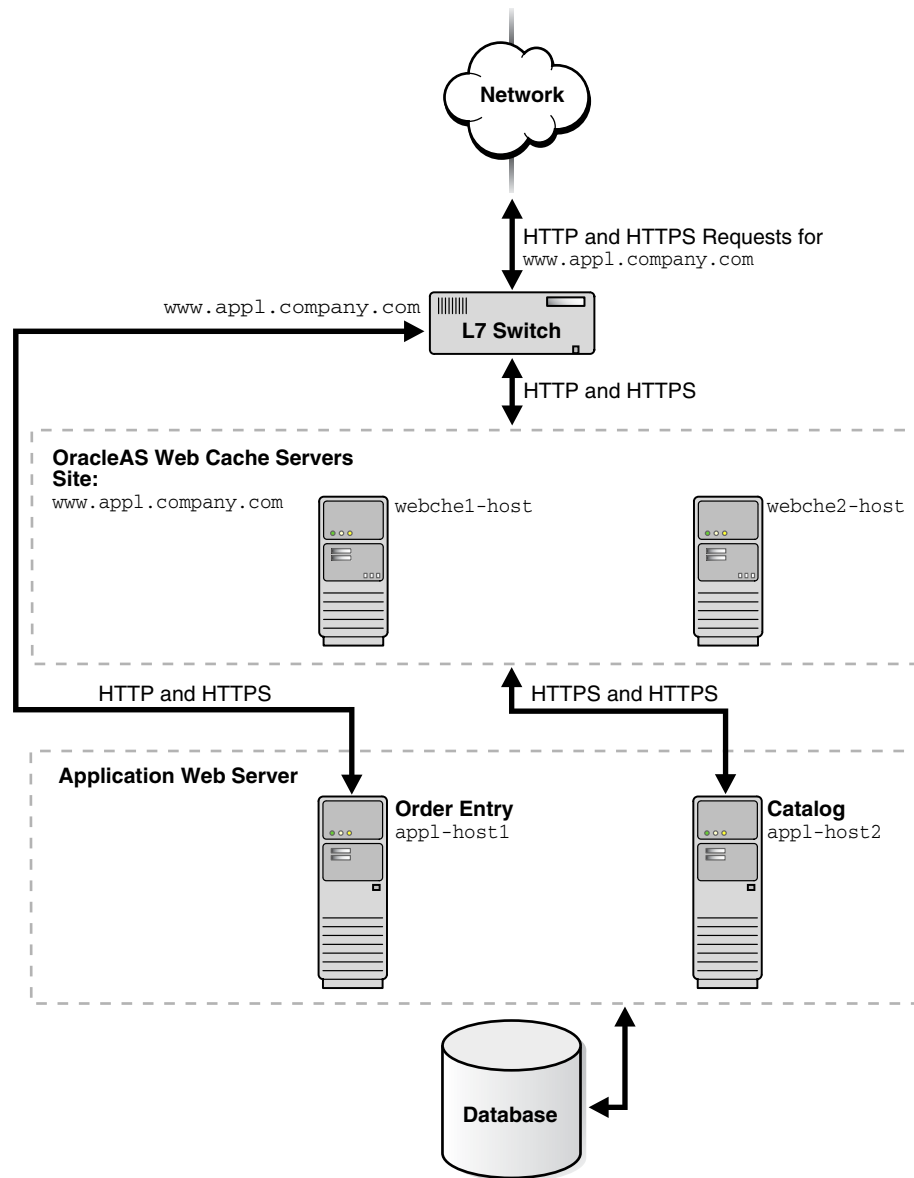 Network
HTTP and HTTPS Requests for
www.appl.company.com
www.appl.company.com
L7 Switch
HTTP and HTTPS
OracleAS Web Cache Servers
Site:
www.appl.company.com
webche1-host
webche2-host
HTTP and HTTPS
HTTPS and HTTPS
Application Web Server
Order Entry
appl-host1
Catalog
appl-host2
Database